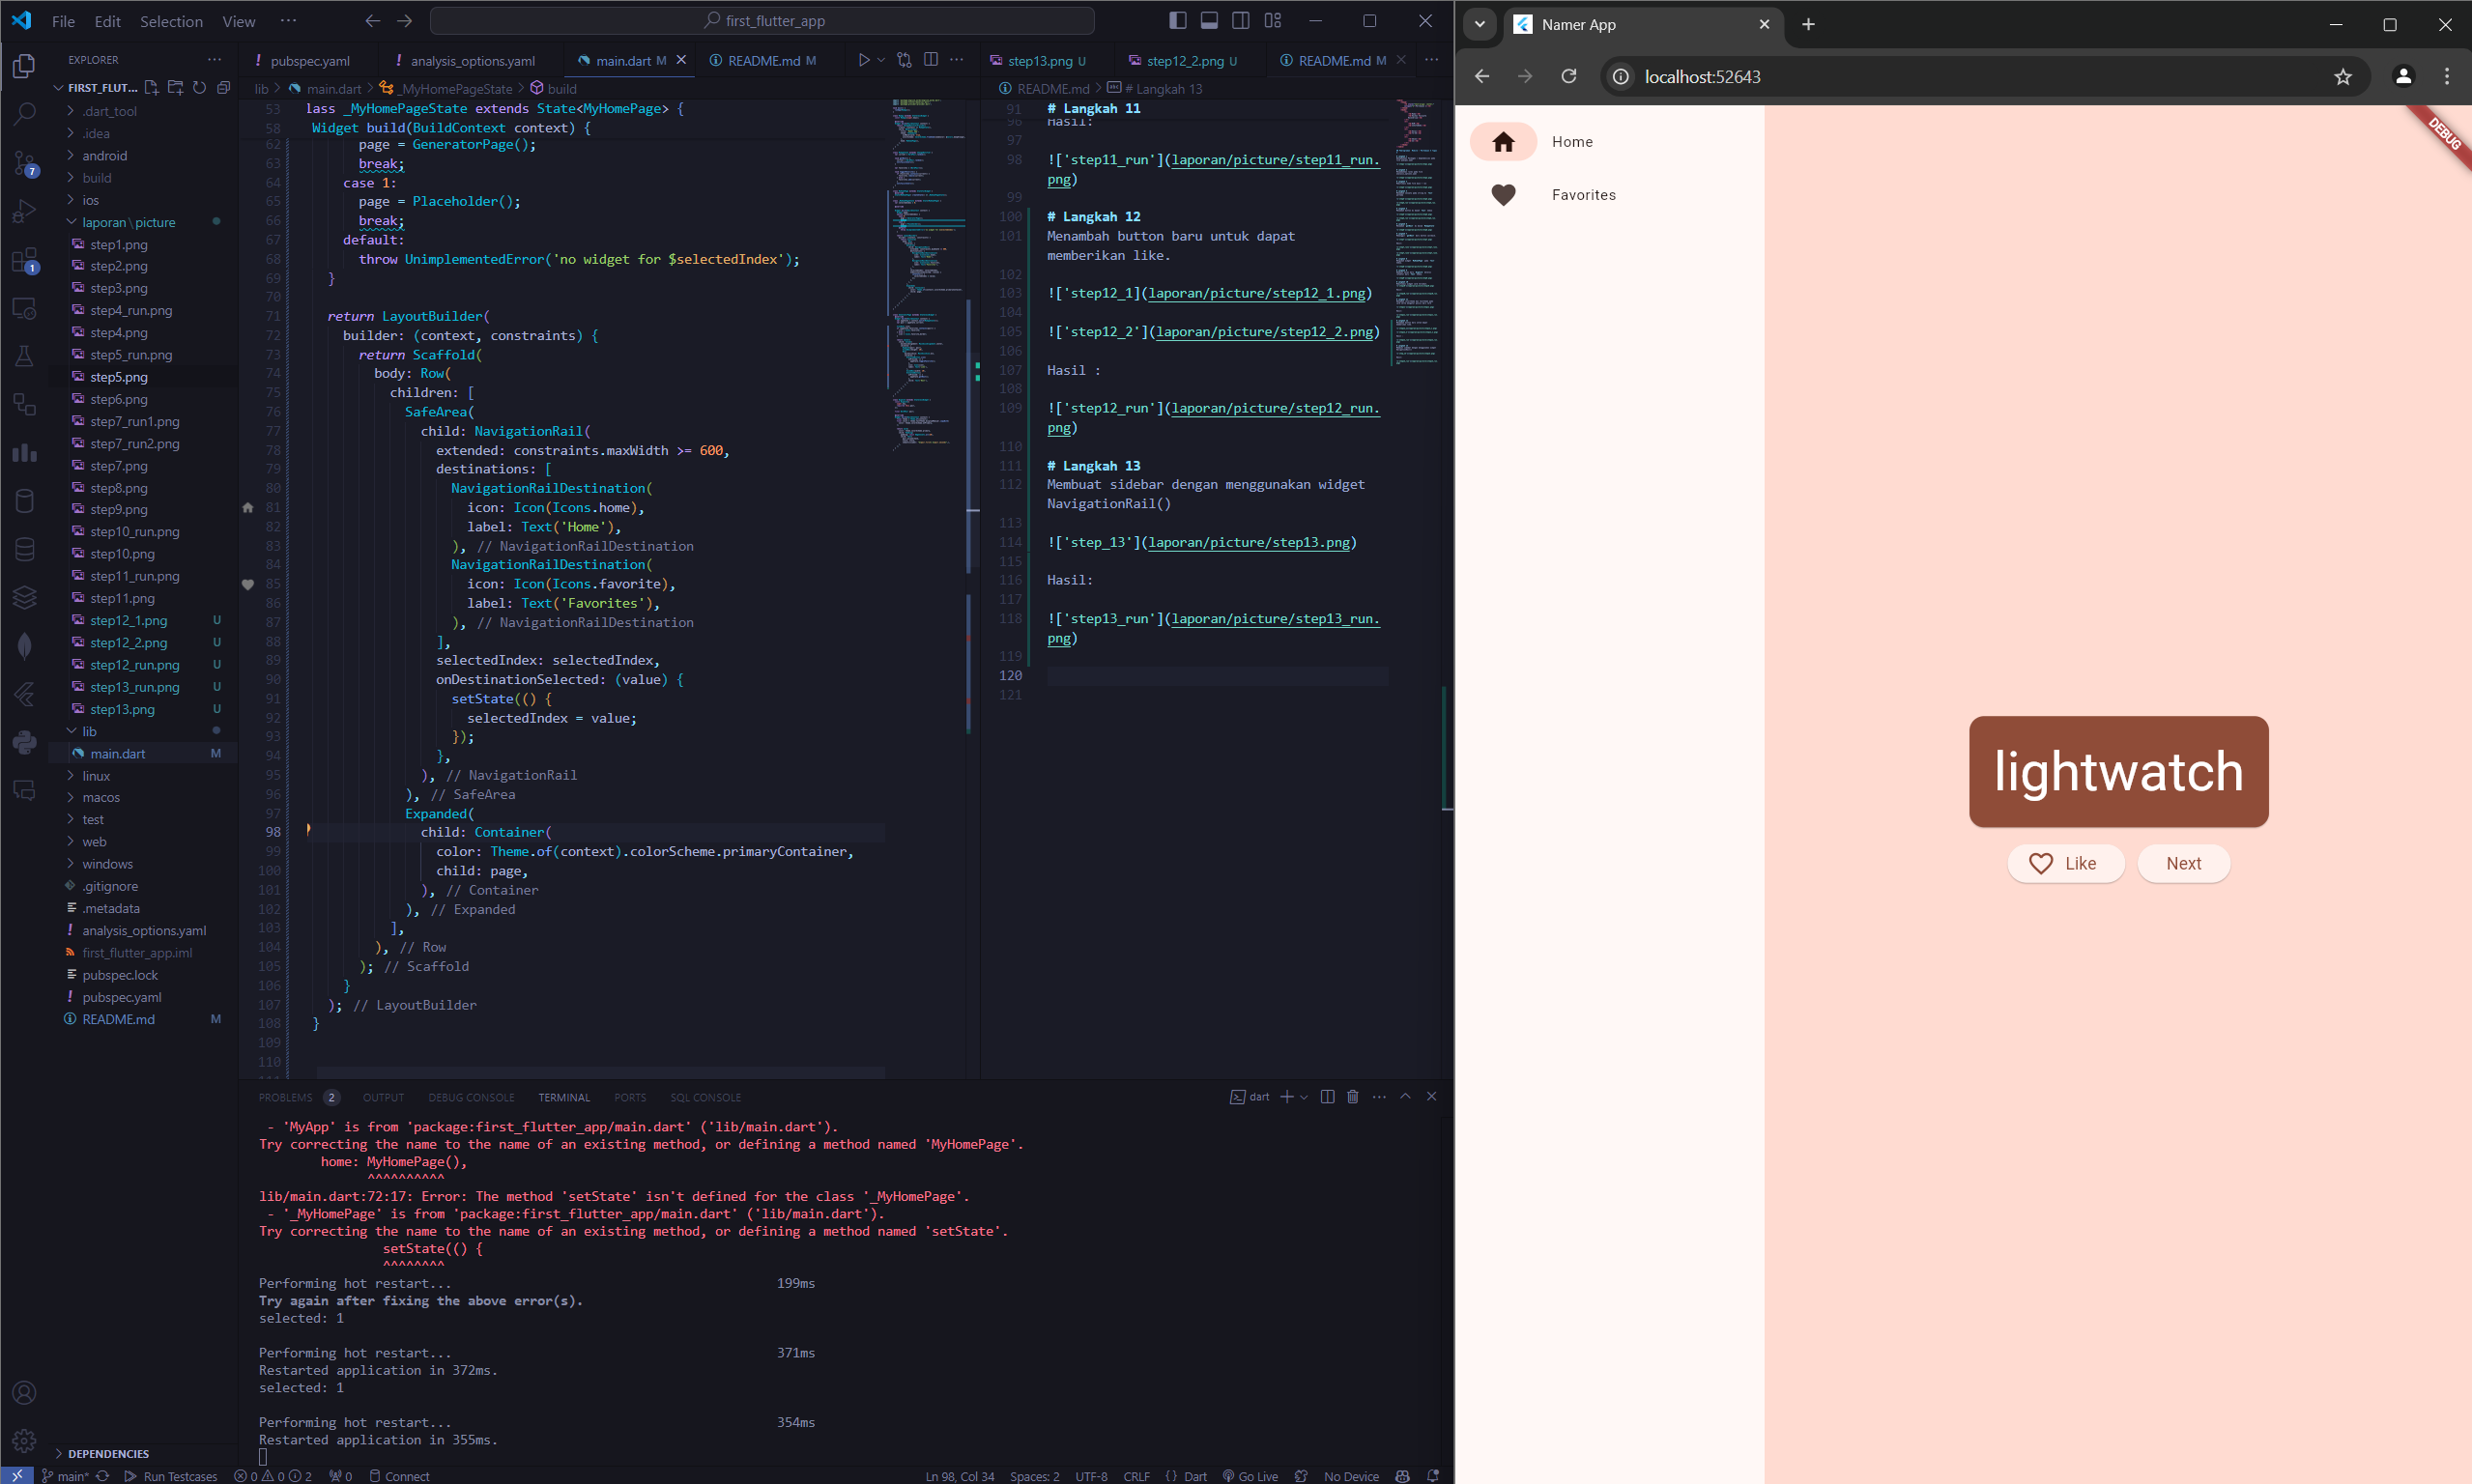 File Edit Selection View ··· first_flutter_app
EXPLORER
FIRST_FLUT...
.dart_tool
.idea
android
build
ios
laporan\picture
step1.png
step2.png
step3.png
step4_run.png
step4.png
step5_run.png
step5.png
step6.png
step7_run1.png
step7_run2.png
step7.png
step8.png
step9.png
step10_run.png
step10.png
step11_run.png
step11.png
step12_1.png U
step12_2.png U
step12_run.png U
step13_run.png U
step13.png U
lib
main.dart M
linux
macos
test
web
windows
.gitignore
.metadata
analysis_options.yaml
first_flutter_app.iml
pubspec.lock
pubspec.yaml
README.md M
DEPENDENCIES
7
1
pubspec.yaml analysis_options.yaml main.dart M README.md M
lib > main.dart > _MyHomePageState > build
53 lass _MyHomePageState extends State<MyHomePage> {
58 Widget build(BuildContext context) {
62 page = GeneratorPage();
63 break;
64 case 1:
65 page = Placeholder();
66 break;
67 default:
68 throw UnimplementedError('no widget for $selectedIndex');
69 }
70
71 return LayoutBuilder(
72 builder: (context, constraints) {
73 return Scaffold(
74 body: Row(
75 children: [
76 SafeArea(
77 child: NavigationRail(
78 extended: constraints.maxWidth >= 600,
79 destinations: [
80 NavigationRailDestination(
81 icon: Icon(Icons.home),
82 label: Text('Home'),
83 ), // NavigationRailDestination
84 NavigationRailDestination(
85 icon: Icon(Icons.favorite),
86 label: Text('Favorites'),
87 ), // NavigationRailDestination
88 ],
89 selectedIndex: selectedIndex,
90 onDestinationSelected: (value) {
91 setState(() {
92 selectedIndex = value;
93 });
94 },
95 ), // NavigationRail
96 ), // SafeArea
97 Expanded(
98 child: Container(
99 color: Theme.of(context).colorScheme.primaryContainer,
100 child: page,
101 ), // Container
102 ), // Expanded
103 ],
104 ), // Row
105 ); // Scaffold
106 }
107 ); // LayoutBuilder
108 }
109
110
step13.png U step12_2.png U README.md M
README.md > # Langkah 13
91 # Langkah 11
96 Hasil:
97
98 !['step11_run'](laporan/picture/step11_run.
png)
99
100 # Langkah 12
101 Menambah button baru untuk dapat
memberikan like.
102
103 !['step12_1'](laporan/picture/step12_1.png)
104
105 !['step12_2'](laporan/picture/step12_2.png)
106
107 Hasil :
108
109 !['step12_run'](laporan/picture/step12_run.
png)
110
111 # Langkah 13
112 Membuat sidebar dengan menggunakan widget
NavigationRail()
113
114 !['step_13'](laporan/picture/step13.png)
115
116 Hasil:
117
118 !['step13_run'](laporan/picture/step13_run.
png)
119
120
121
PROBLEMS 2 OUTPUT DEBUG CONSOLE TERMINAL PORTS SQL CONSOLE dart
- 'MyApp' is from 'package:first_flutter_app/main.dart' ('lib/main.dart').
Try correcting the name to the name of an existing method, or defining a method named 'MyHomePage'.
home: MyHomePage(),
^^^^^^^^^^
lib/main.dart:72:17: Error: The method 'setState' isn't defined for the class '_MyHomePage'.
- '_MyHomePage' is from 'package:first_flutter_app/main.dart' ('lib/main.dart').
Try correcting the name to the name of an existing method, or defining a method named 'setState'.
setState(() {
^^^^^^^^
Performing hot restart... 199ms
Try again after fixing the above error(s).
selected: 1
Performing hot restart... 371ms
Restarted application in 372ms.
selected: 1
Performing hot restart... 354ms
Restarted application in 355ms.
main* Run Testcases 0 0 2 0 Connect Ln 98, Col 34 Spaces: 2 UTF-8 CRLF {} Dart Go Live No Device
Namer App
localhost:52643
DEBUG
Home
Favorites
lightwatch
Like Next